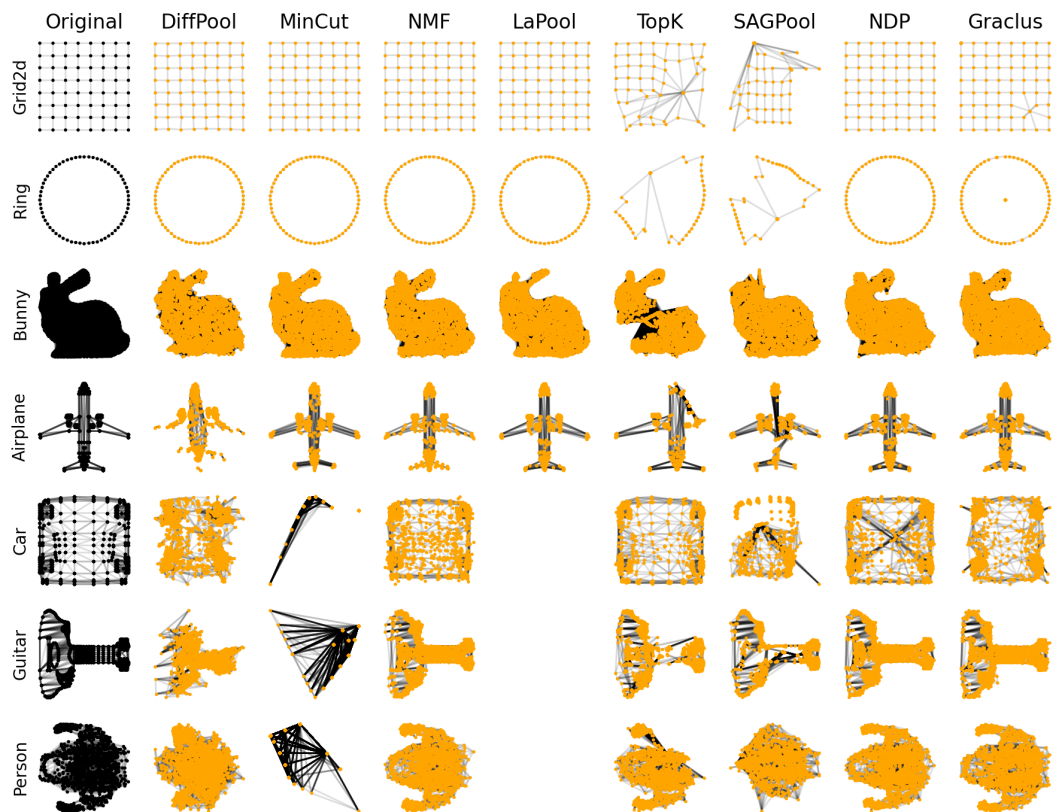 Original DiffPool MinCut NMF LaPool TopK SAGPool NDP Graclus
Grid2d
Ring
Bunny
Airplane
Car
Guitar
Person